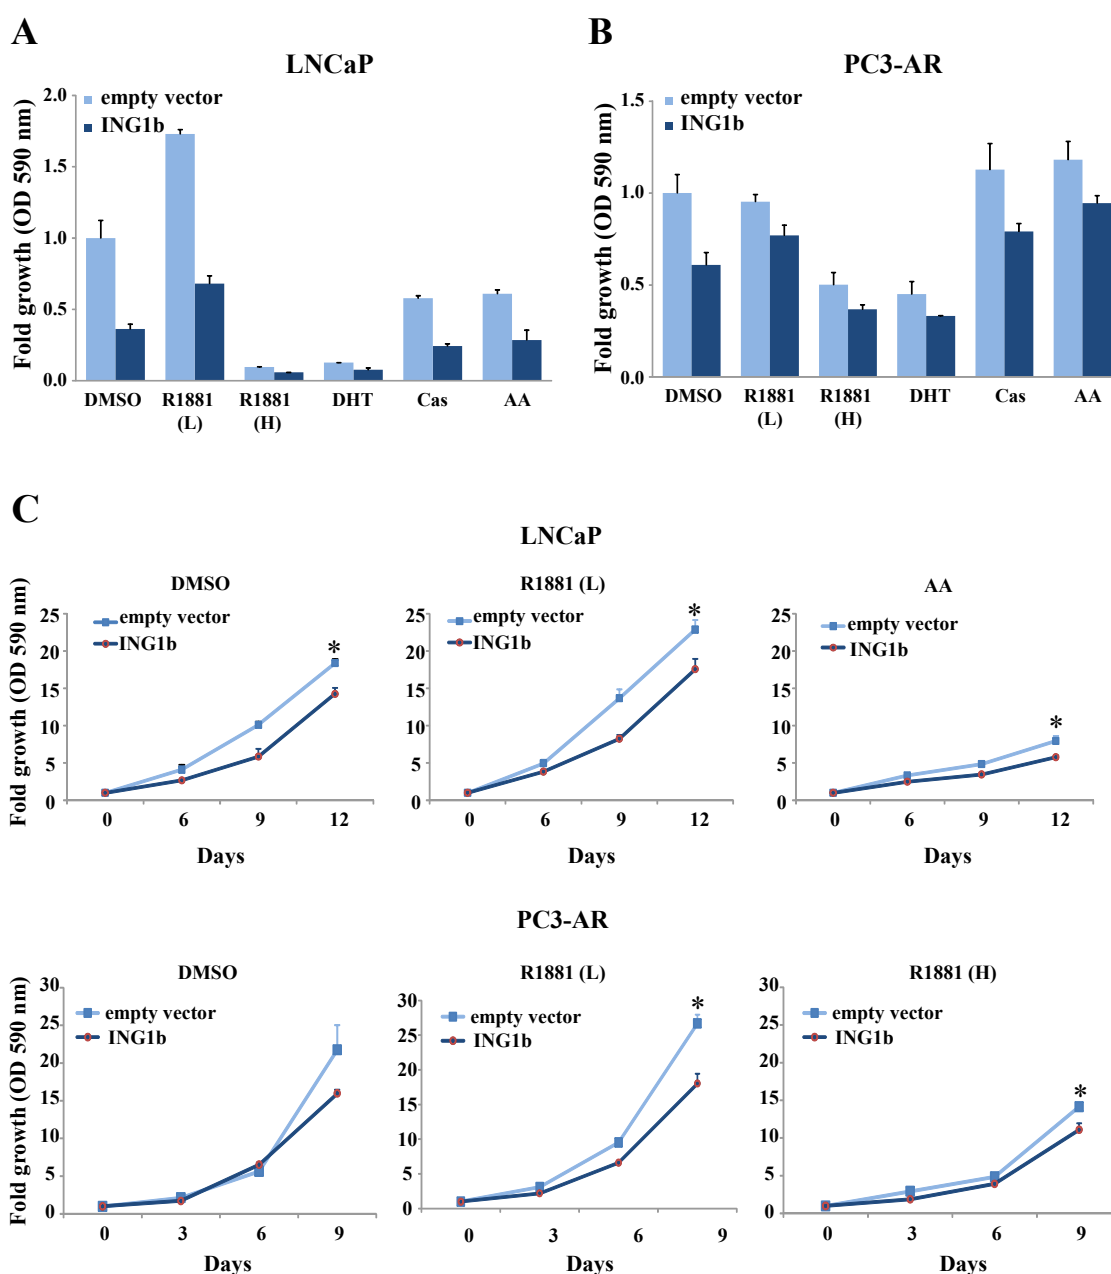 A
B
LNCaP
PC3-AR
Fold growth (OD 590 nm)
2.0
1.5
1.0
0.5
0.0
empty vector
ING1b
DMSO R1881 (L) R1881 (H) DHT Cas AA
Fold growth (OD 590 nm)
1.5
1.0
0.5
0.0
empty vector
ING1b
DMSO R1881 (L) R1881 (H) DHT Cas AA
C
LNCaP
DMSO
Fold growth (OD 590 nm)
25
20
15
10
5
0
empty vector
ING1b
*
0 6 9 12
Days
R1881 (L)
25
20
15
10
5
0
empty vector
ING1b
*
0 6 9 12
Days
AA
25
20
15
10
5
0
empty vector
ING1b
*
0 6 9 12
Days
PC3-AR
DMSO
Fold growth (OD 590 nm)
30
25
20
15
10
5
0
empty vector
ING1b
0 3 6 9
Days
R1881 (L)
30
25
20
15
10
5
0
empty vector
ING1b
*
0 3 6 9
Days
R1881 (H)
30
25
20
15
10
5
0
empty vector
ING1b
*
0 3 6 9
Days